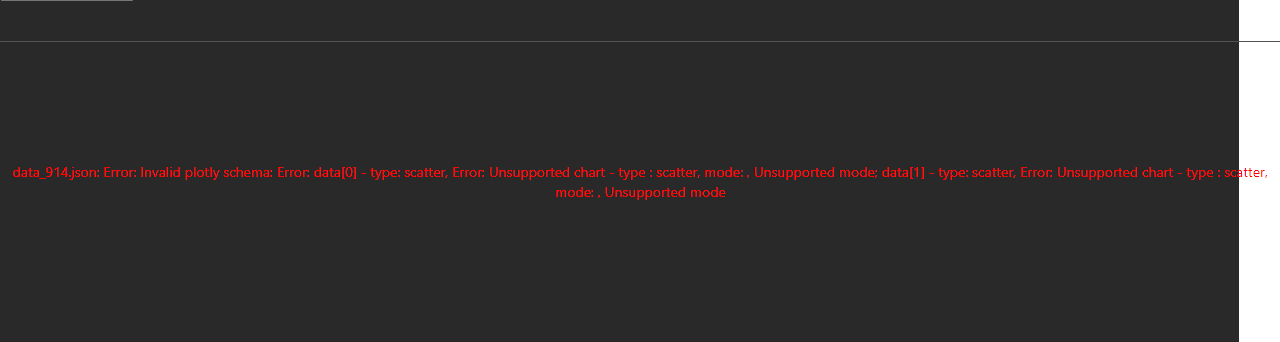 data_914.json: Error: Invalid plotly schema: Error: data[0] - type: scatter, Error: Unsupported chart - type : scatter, mode: , Unsupported mode; data[1] - type: scatter, Error: Unsupported chart - type : scatter,
mode: , Unsupported mode